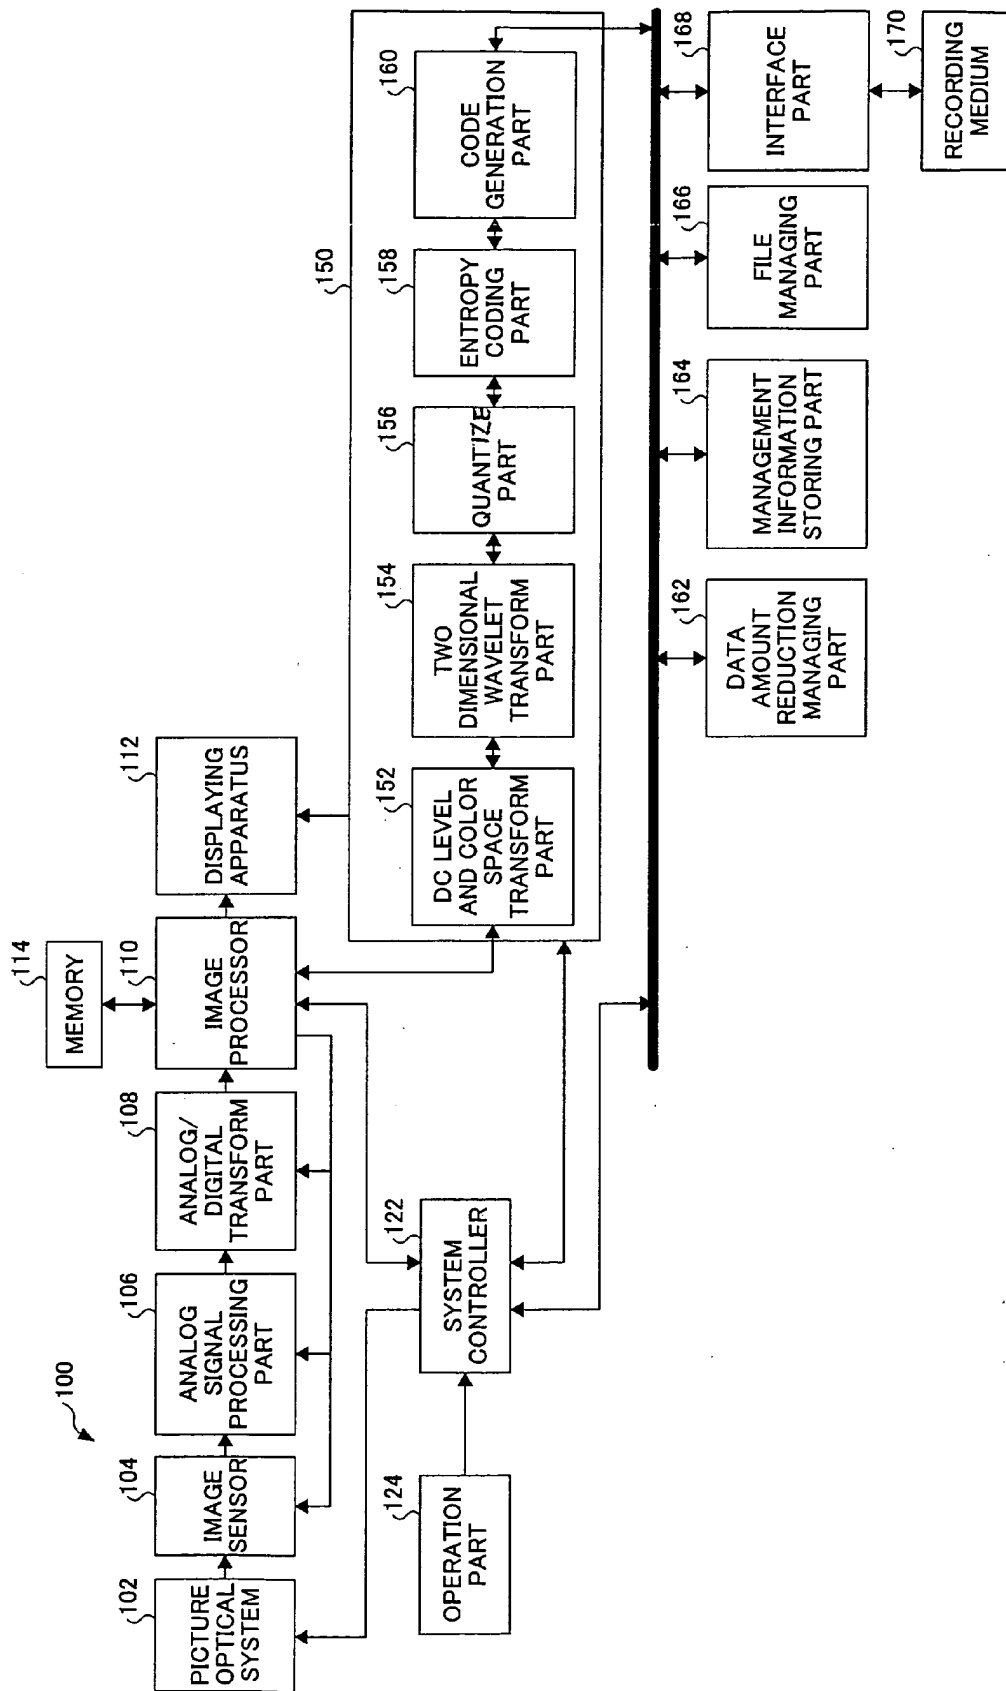 100
102
PICTURE
OPTICAL
SYSTEM
104
IMAGE
SENSOR
106
ANALOG
SIGNAL
PROCESSING
PART
108
ANALOG/
DIGITAL
TRANSFORM
PART
114
MEMORY
110
IMAGE
PROCESSOR
112
DISPLAYING
APPARATUS
124
OPERATION
PART
122
SYSTEM
CONTROLLER
150
152
DC LEVEL
AND COLOR
SPACE
TRANSFORM
PART
154
TWO
DIMENSIONAL
WAVELET
TRANSFORM
PART
156
QUANTIZE
PART
158
ENTROPY
CODING
PART
160
CODE
GENERATION
PART
162
DATA
AMOUNT
REDUCTION
MANAGING
PART
164
MANAGEMENT
INFORMATION
STORING PART
166
FILE
MANAGING
PART
168
INTERFACE
PART
170
RECORDING
MEDIUM